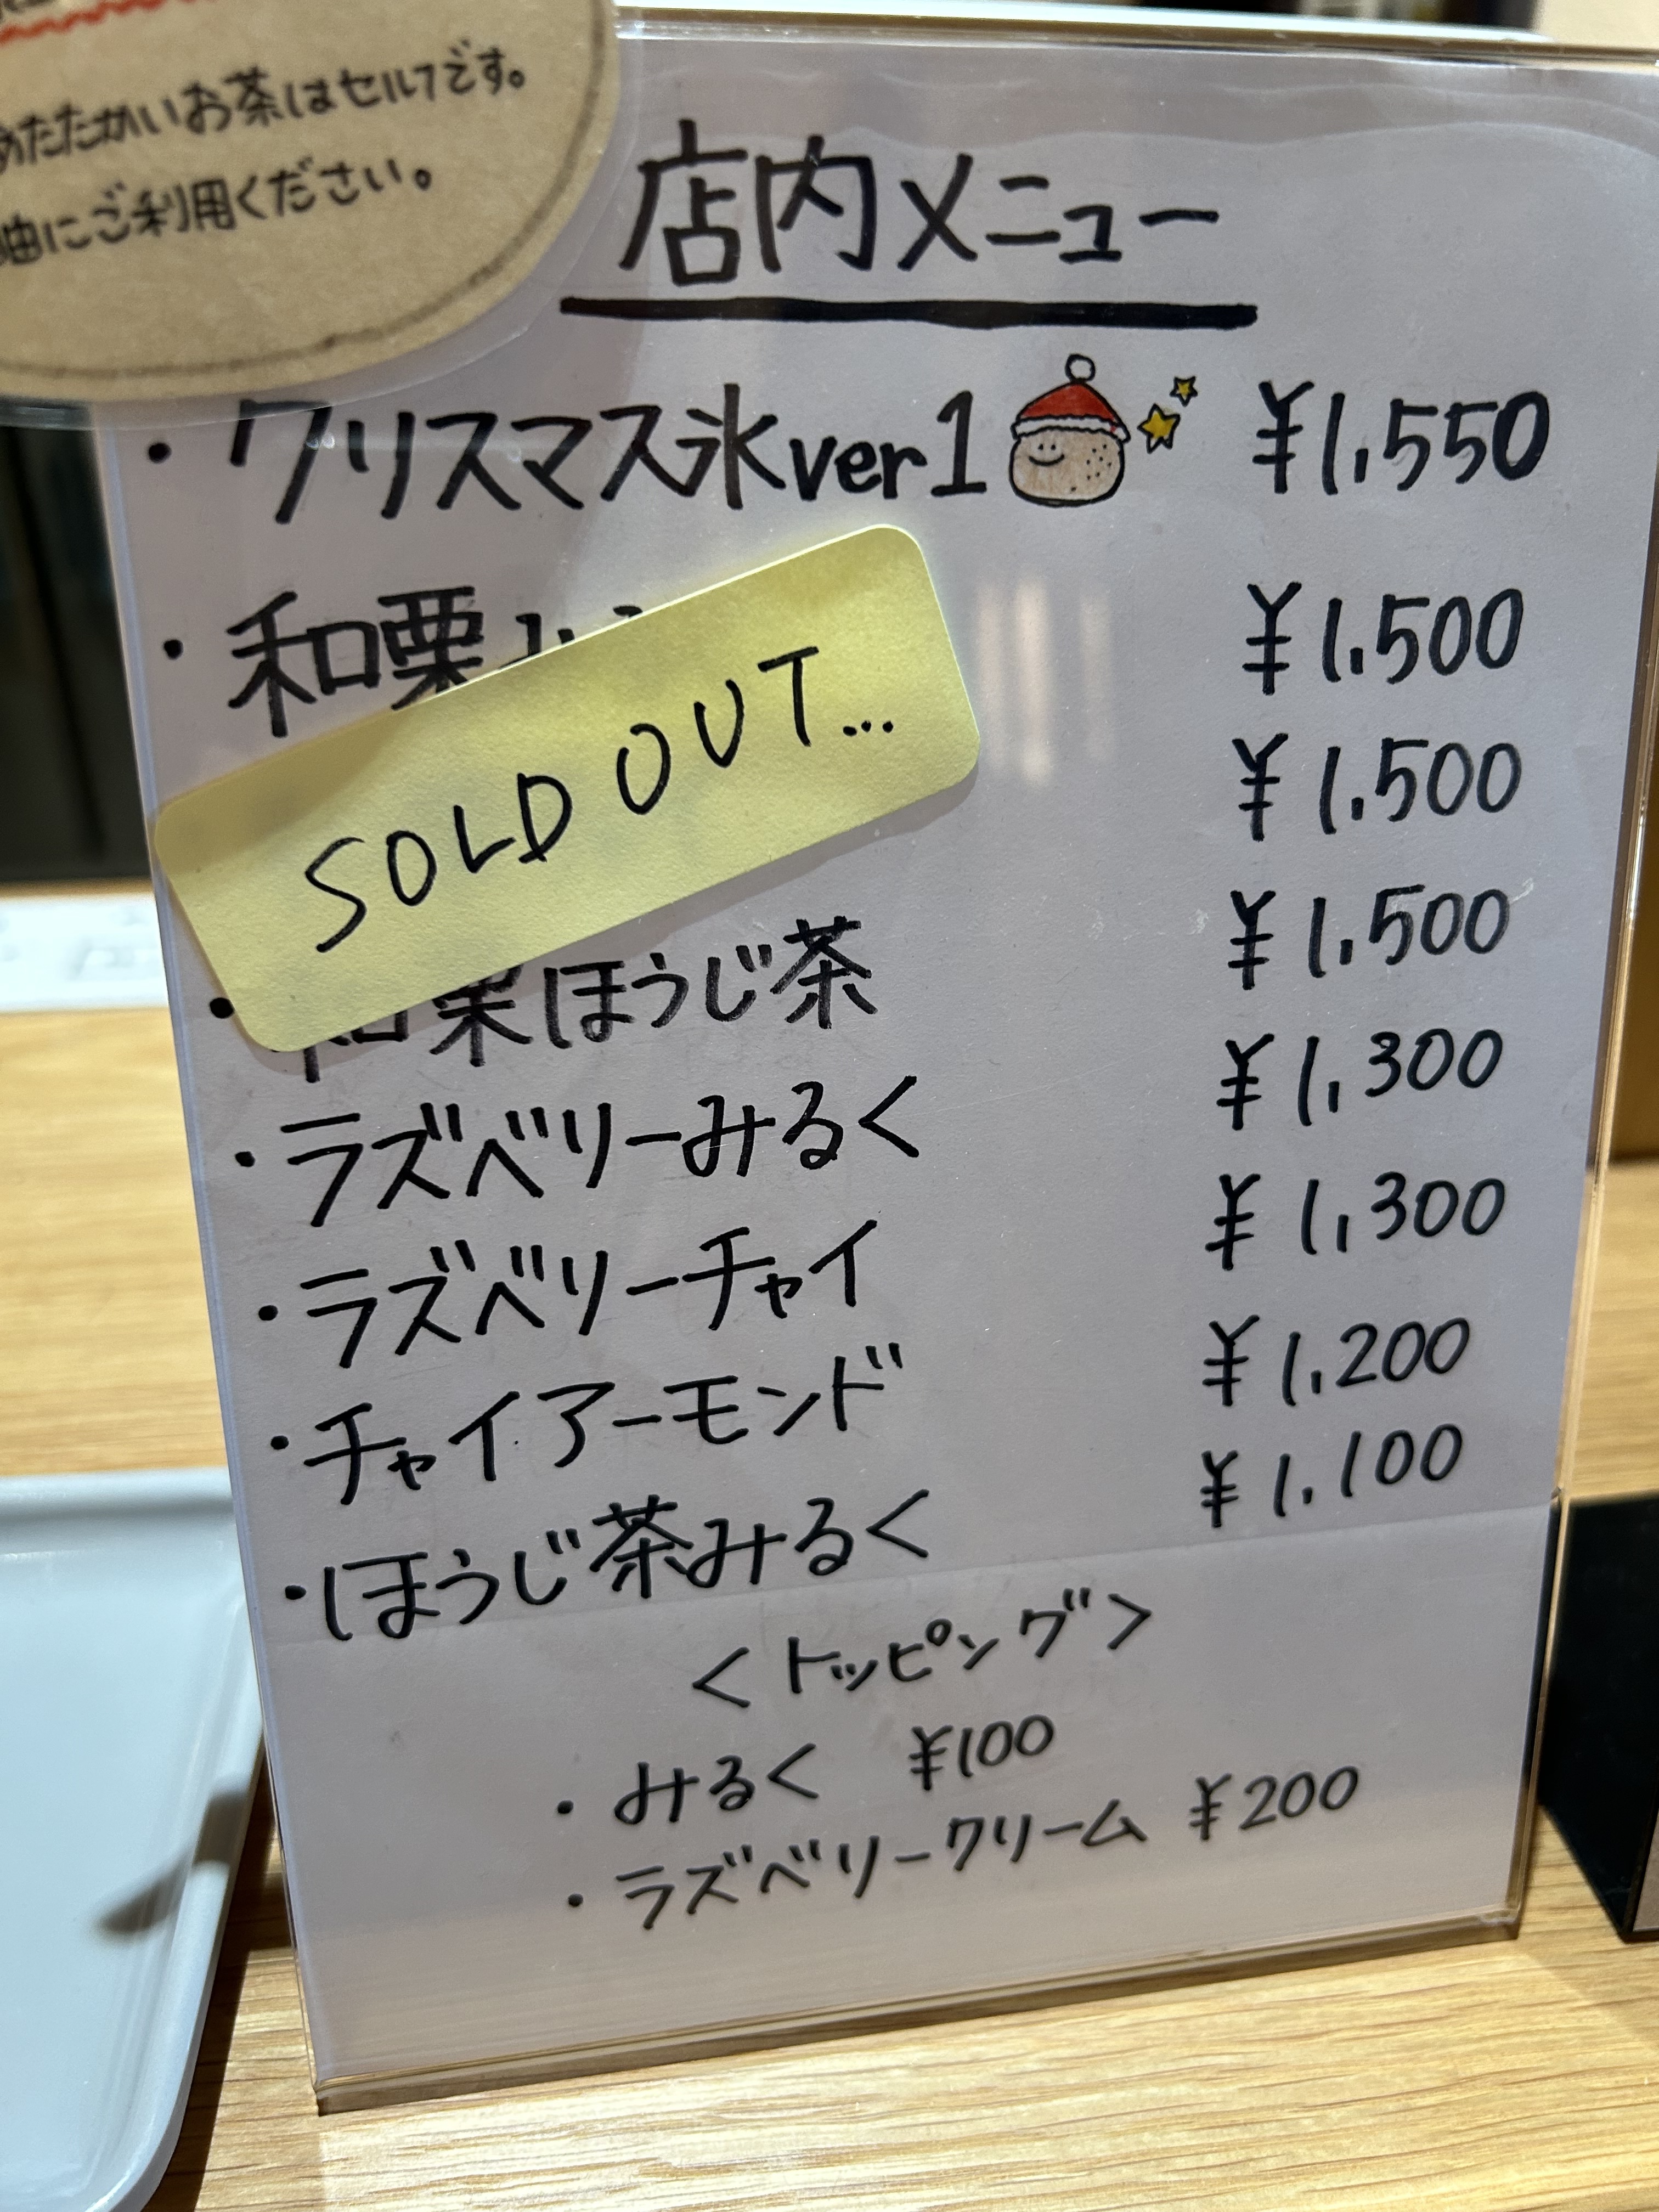 あたたかいお茶はセルフです。
由にご利用ください。
店内メニュー
・クリスマス氷ver1 ¥1,550
・和栗 ¥1,500
SOLD OUT...
¥1,500
・和栗ほうじ茶 ¥1,500
・ラズベリーみるく ¥1,300
・ラズベリーチャイ ¥1,300
・チャイアーモンド ¥1,200
・ほうじ茶みるく ¥1,100
<トッピング>
・みるく ¥100
・ラズベリークリーム ¥200